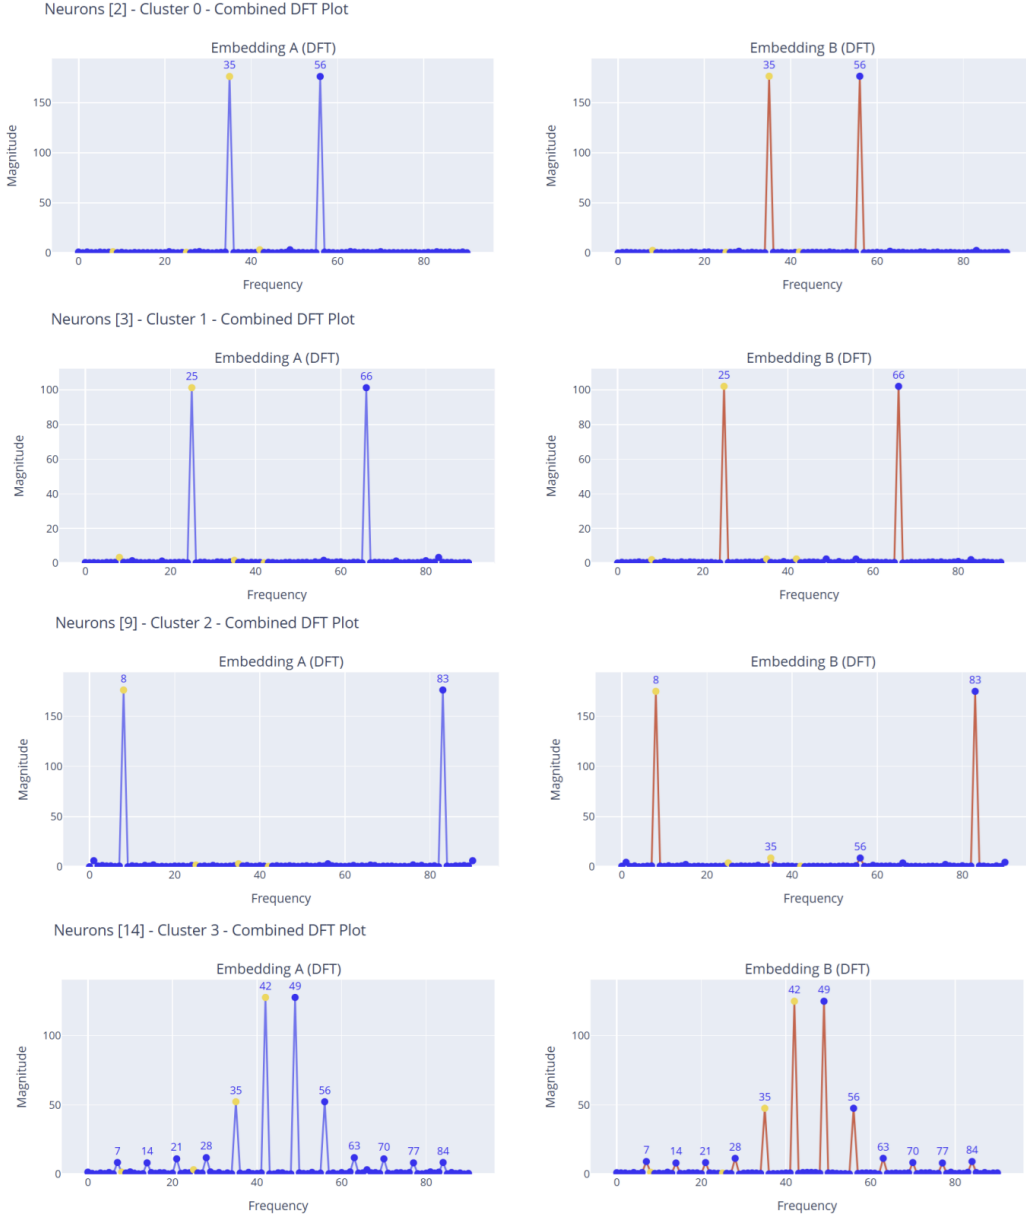 Neurons [2] - Cluster 0 - Combined DFT Plot
Embedding A (DFT)
Embedding B (DFT)
35
56
35
56
150
100
50
0
Magnitude
150
100
50
0
Magnitude
0 20 40 60 80
0 20 40 60 80
Frequency
Frequency
Neurons [3] - Cluster 1 - Combined DFT Plot
Embedding A (DFT)
Embedding B (DFT)
25
66
25
66
100
80
60
40
20
0
Magnitude
100
80
60
40
20
0
Magnitude
0 20 40 60 80
0 20 40 60 80
Frequency
Frequency
Neurons [9] - Cluster 2 - Combined DFT Plot
Embedding A (DFT)
Embedding B (DFT)
8
83
8
83
35
56
150
100
50
0
Magnitude
150
100
50
0
Magnitude
0 20 40 60 80
0 20 40 60 80
Frequency
Frequency
Neurons [14] - Cluster 3 - Combined DFT Plot
Embedding A (DFT)
Embedding B (DFT)
7 14 21 28 35 42 49 56 63 70 77 84
7 14 21 28 35 42 49 56 63 70 77 84
100
50
0
Magnitude
100
50
0
Magnitude
0 20 40 60 80
0 20 40 60 80
Frequency
Frequency